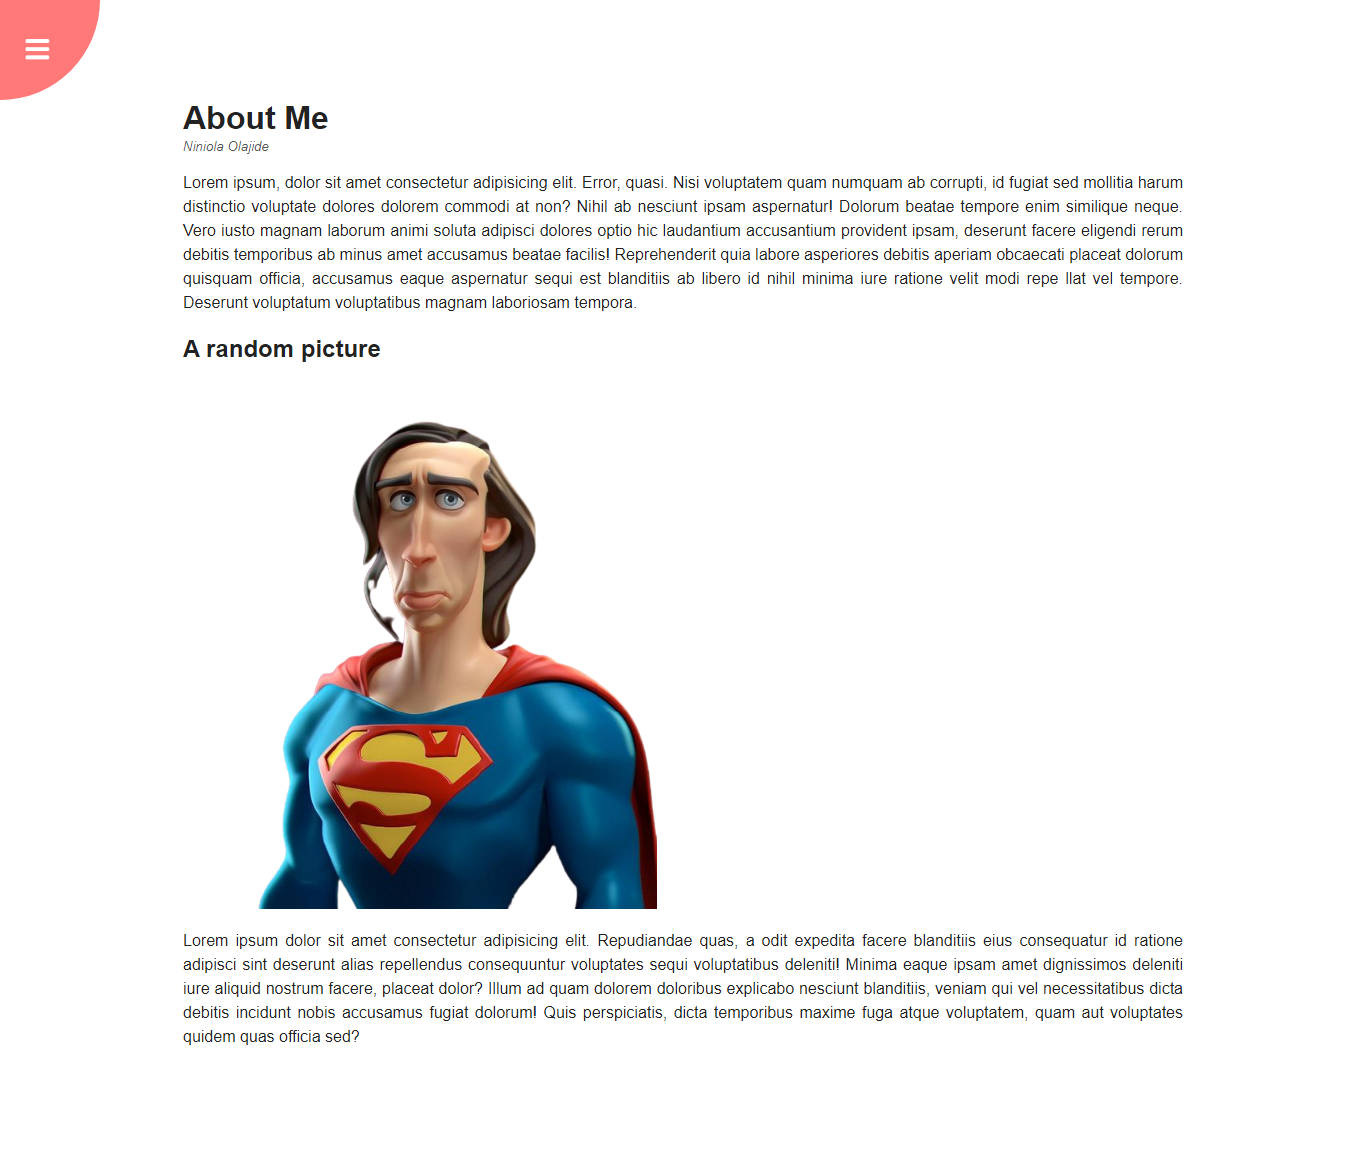 About Me
Niniola Olajide
Lorem ipsum, dolor sit amet consectetur adipisicing elit. Error, quasi. Nisi voluptatem quam numquam ab corrupti, id fugiat sed mollitia harum
distinctio voluptate dolores dolorem commodi at non? Nihil ab nesciunt ipsam aspernatur! Dolorum beatae tempore enim similique neque.
Vero iusto magnam laborum animi soluta adipisci dolores optio hic laudantium accusantium provident ipsam, deserunt facere eligendi rerum
debitis temporibus ab minus amet accusamus beatae facilis! Reprehenderit quia labore asperiores debitis aperiam obcaecati placeat dolorum
quisquam officia, accusamus eaque aspernatur sequi est blanditiis ab libero id nihil minima iure ratione velit modi repe llat vel tempore.
Deserunt voluptatum voluptatibus magnam laboriosam tempora.
A random picture
S
Lorem ipsum dolor sit amet consectetur adipisicing elit. Repudiandae quas, a odit expedita facere blanditiis eius consequatur id ratione
adipisci sint deserunt alias repellendus consequuntur voluptates sequi voluptatibus deleniti! Minima eaque ipsam amet dignissimos deleniti
iure aliquid nostrum facere, placeat dolor? Illum ad quam dolorem doloribus explicabo nesciunt blanditiis, veniam qui vel necessitatibus dicta
debitis incidunt nobis accusamus fugiat dolorum! Quis perspiciatis, dicta temporibus maxime fuga atque voluptatem, quam aut voluptates
quidem quas officia sed?